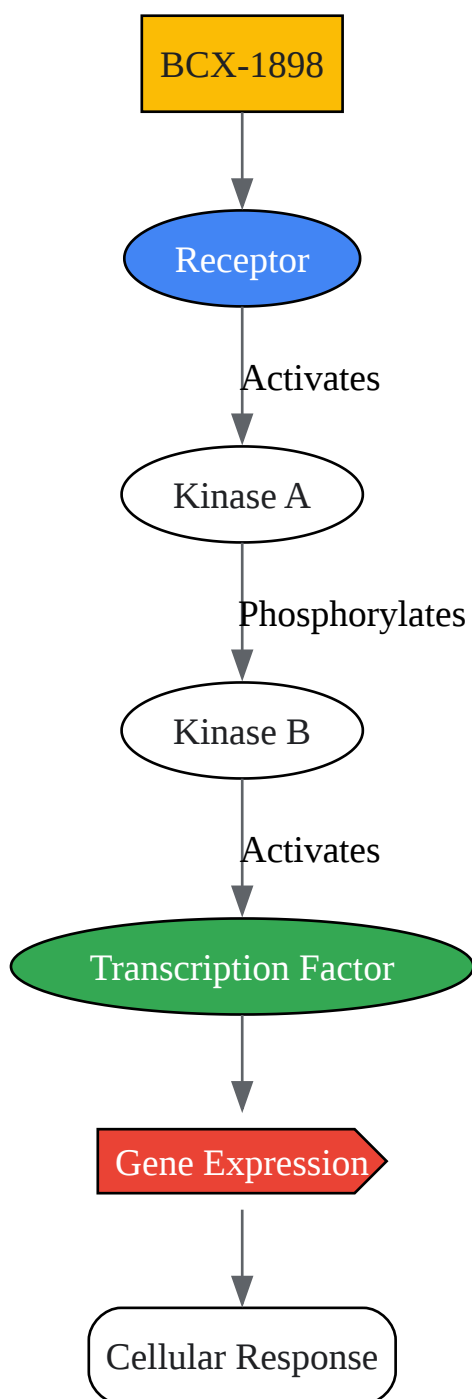 BCX-1898
Receptor
Activates
Kinase A
Phosphorylates
Kinase B
Activates
Transcription Factor
Gene Expression
Cellular Response